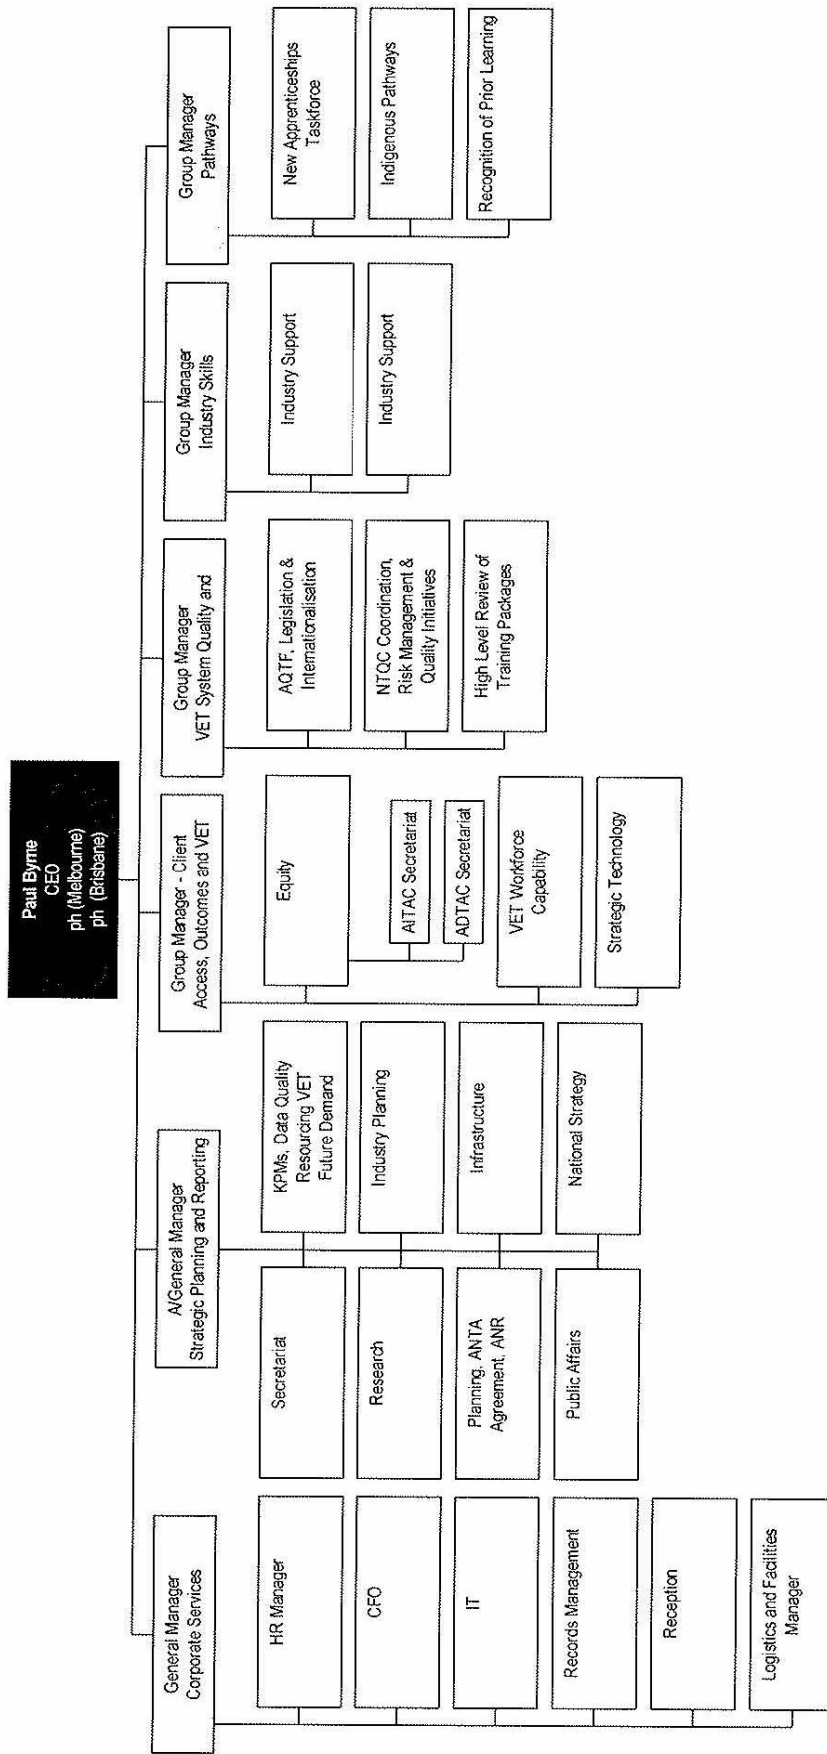 Paul Byrne
CEO
ph (Melbourne)
ph (Brisbane)
General Manager
Corporate Services
HR Manager
CFO
IT
Records Management
Reception
Logistics and Facilities
Manager
A/General Manager
Strategic Planning and Reporting
Secretariat
Research
Planning, ANTA
Agreement, ANR
Public Affairs
KPMs, Data Quality
Resourcing VET
Future Demand
Industry Planning
Infrastructure
National Strategy
Group Manager - Client
Access, Outcomes and VET
Equity
AITAC Secretariat
ADTAC Secretariat
VET Workforce
Capability
Strategic Technology
Group Manager
VET System Quality and
AQTF, Legislation &
Internationalisation
NTQC Coordination,
Risk Management &
Quality Initiatives
High Level Review of
Training Packages
Group Manager
Industry Skills
Industry Support
Industry Support
Group Manager
Pathways
New Apprenticeships
Taskforce
Indigenous Pathways
Recognition of Prior Learning